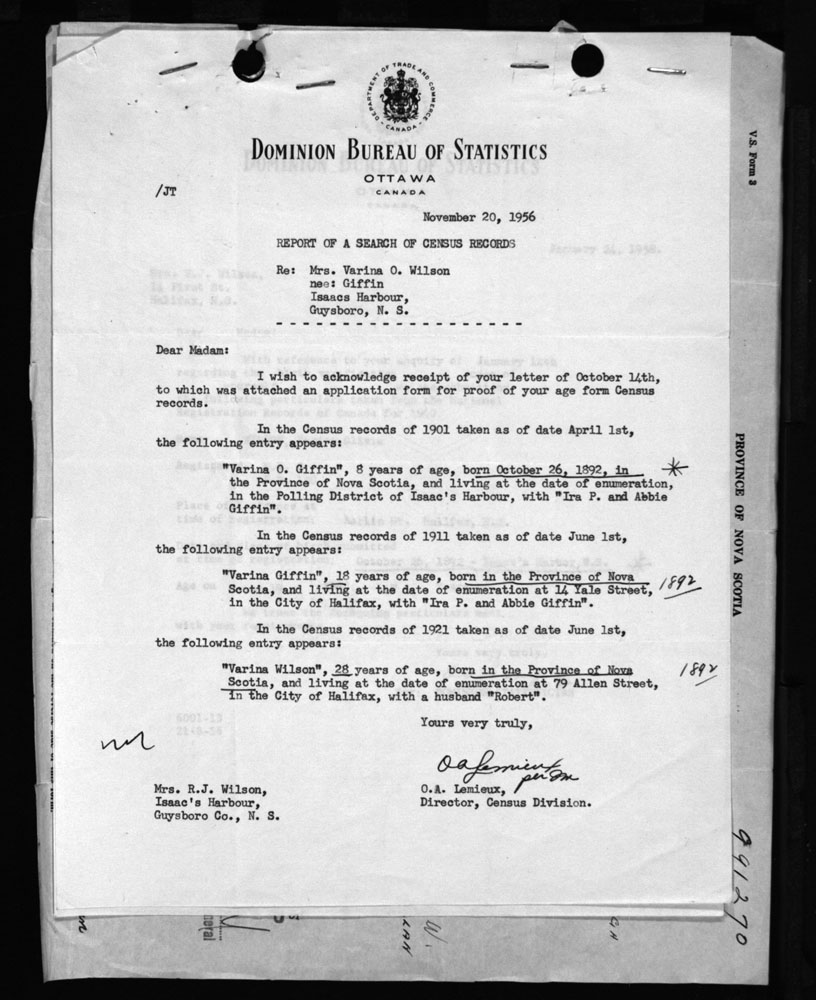 DEPARTMENT OF TRADE AND COMMERCE
CANADA
DOMINION BUREAU OF STATISTICS
OTTAWA
CANADA
/JT
November 20, 1956
REPORT OF A SEARCH OF CENSUS RECORDS
Re: Mrs. Varina O. Wilson
nee: Giffin
Isaacs Harbour,
Guysboro, N. S.
Dear Madam:
I wish to acknowledge receipt of your letter of October 14th,
to which was attached an application form for proof of your age form Census
records.
In the Census records of 1901 taken as of date April 1st,
the following entry appears:
"Varina O. Giffin", 8 years of age, born October 26, 1892, in
the Province of Nova Scotia, and living at the date of enumeration,
in the Polling District of Isaac's Harbour, with "Ira P. and Abbie
Giffin".
In the Census records of 1911 taken as of date June 1st,
the following entry appears:
"Varina Giffin", 18 years of age, born in the Province of Nova
Scotia, and living at the date of enumeration at 14 Yale Street, 1892
in the City of Halifax, with "Ira P. and Abbie Giffin".
In the Census records of 1921 taken as of date June 1st,
the following entry appears:
"Varina Wilson", 28 years of age, born in the Province of Nova 1892
Scotia, and living at the date of enumeration at 79 Allen Street,
in the City of Halifax, with a husband "Robert".
Yours very truly,
O A Lemieux
per
O.A. Lemieux,
Director, Census Division.
Mrs. R.J. Wilson,
Isaac's Harbour,
Guysboro Co., N. S.
V.S. Form 3
PROVINCE OF NOVA SCOTIA
991270